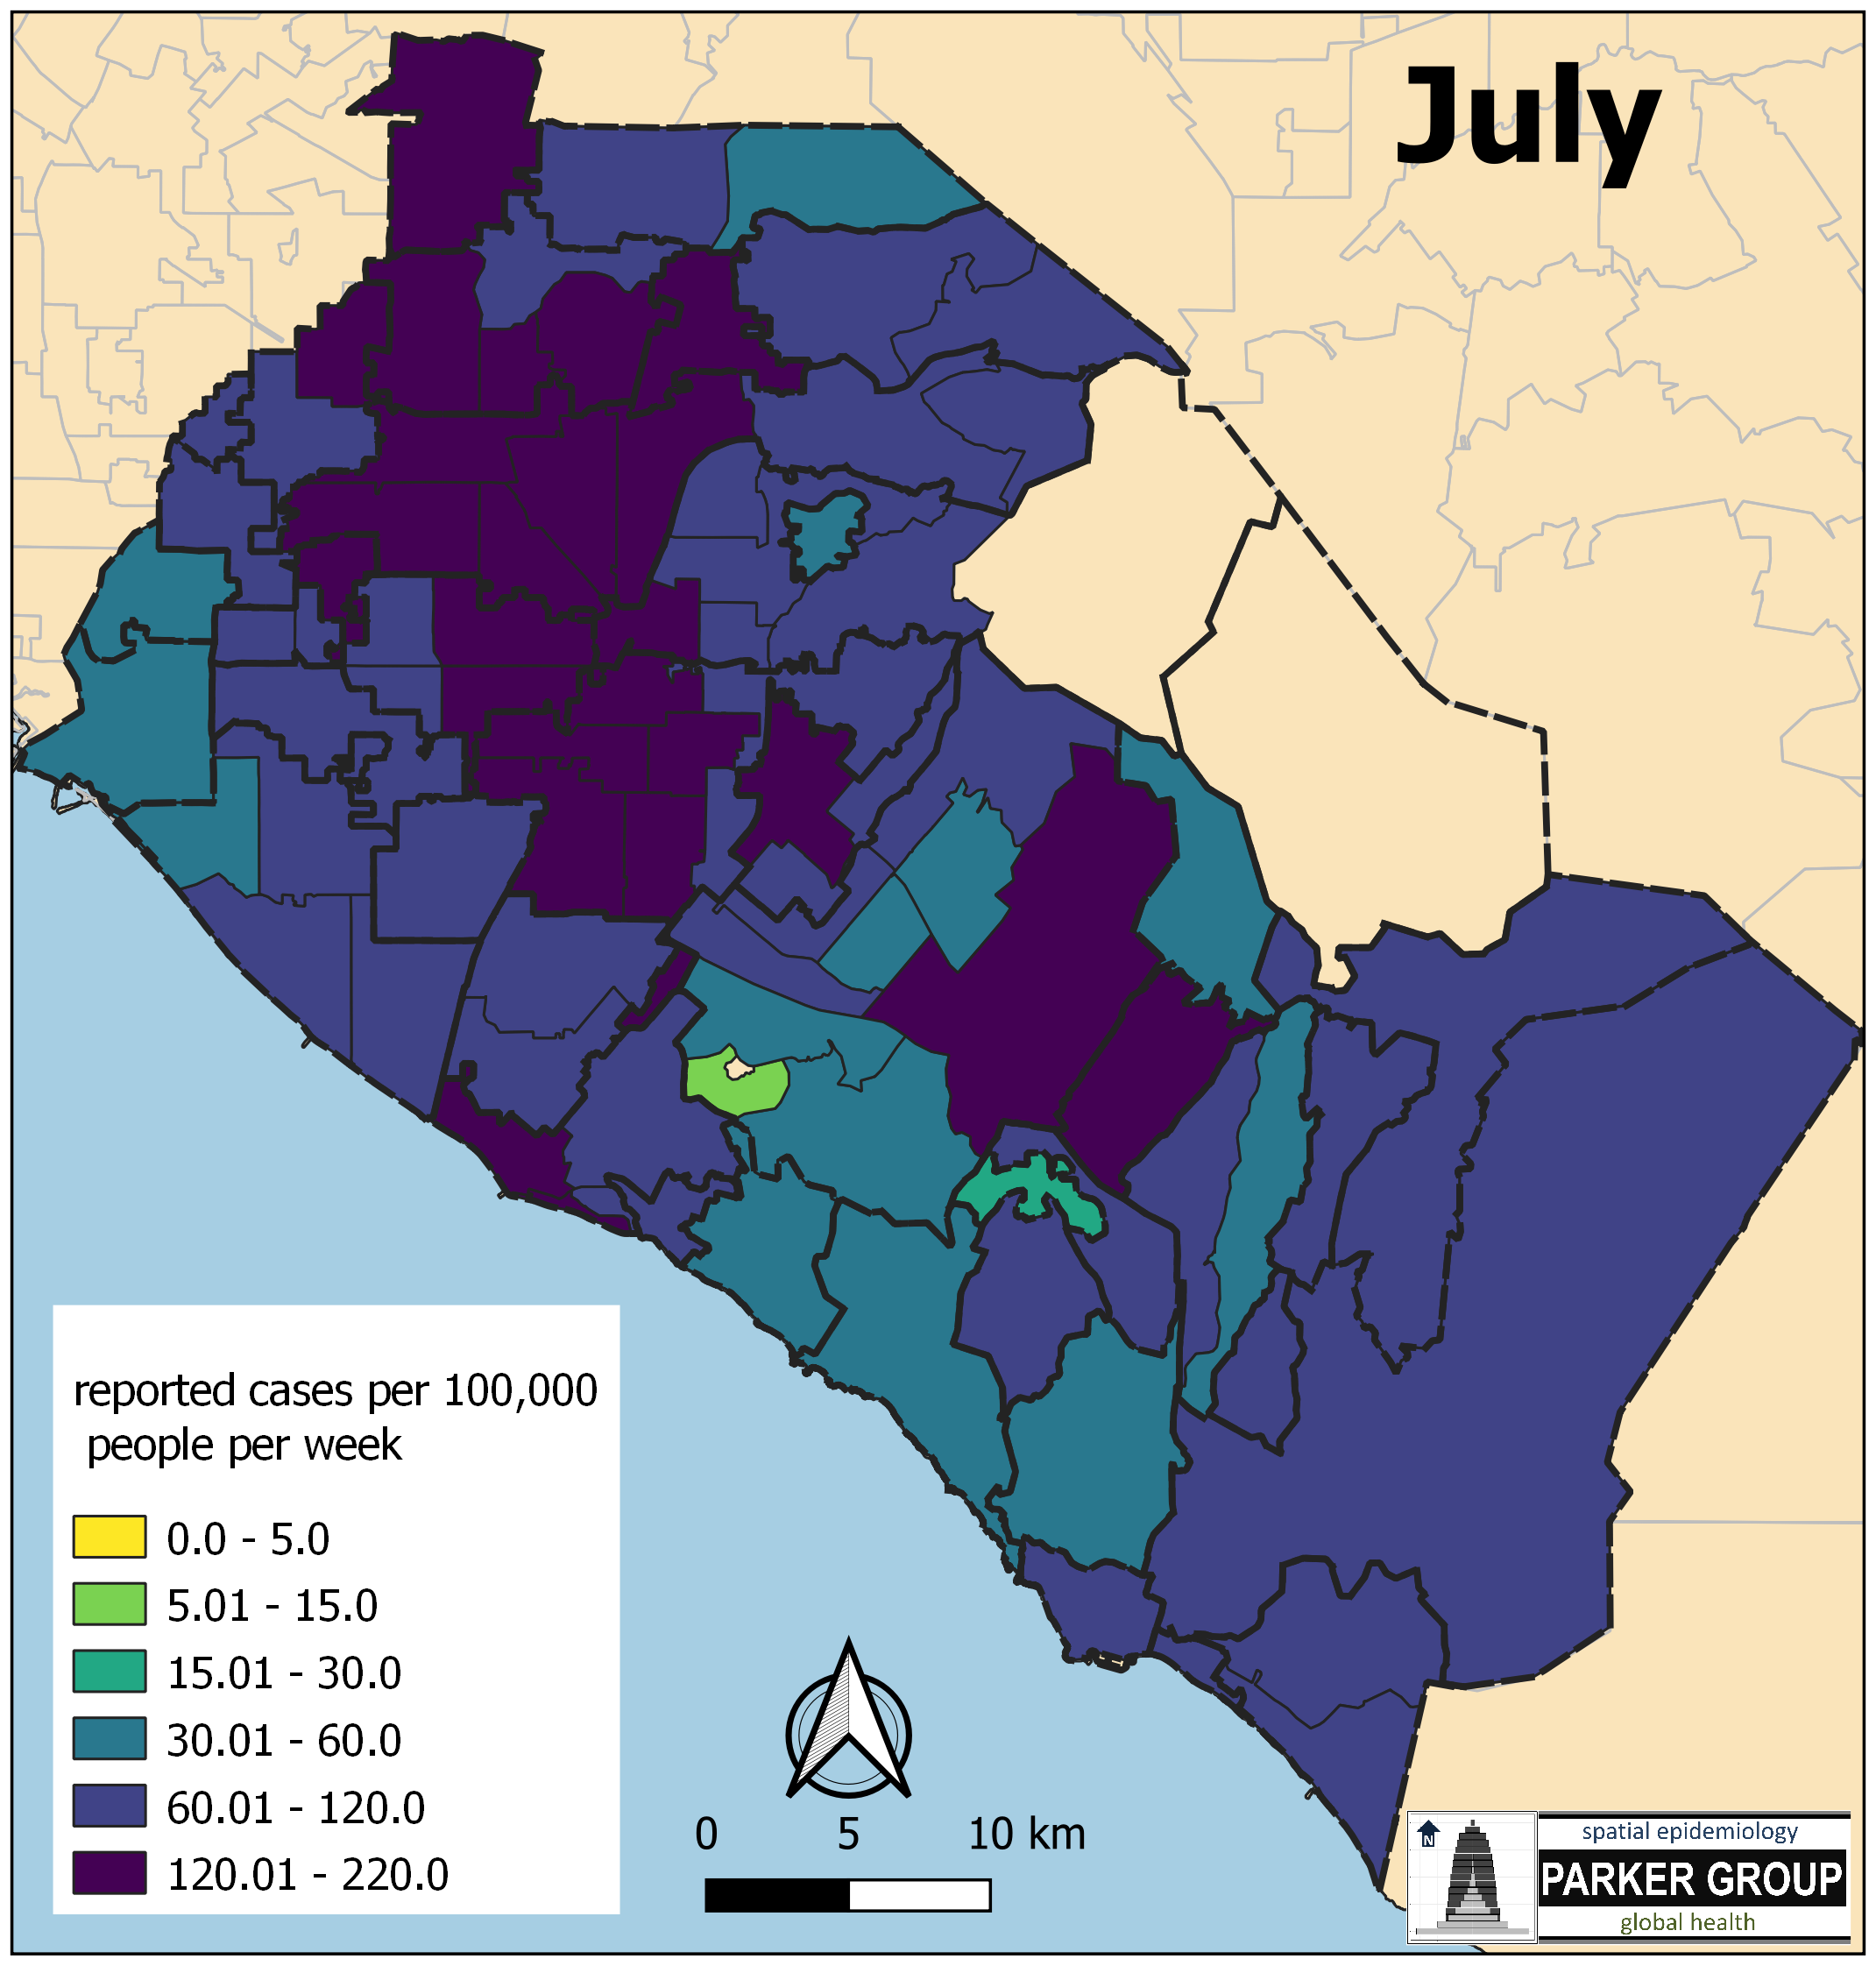 July
reported cases per 100,000
people per week
0.0 - 5.0
5.01 - 15.0
15.01 - 30.0
30.01 - 60.0
60.01 - 120.0
120.01 - 220.0
0 5 10 km
N
spatial epidemiology
PARKER GROUP
global health